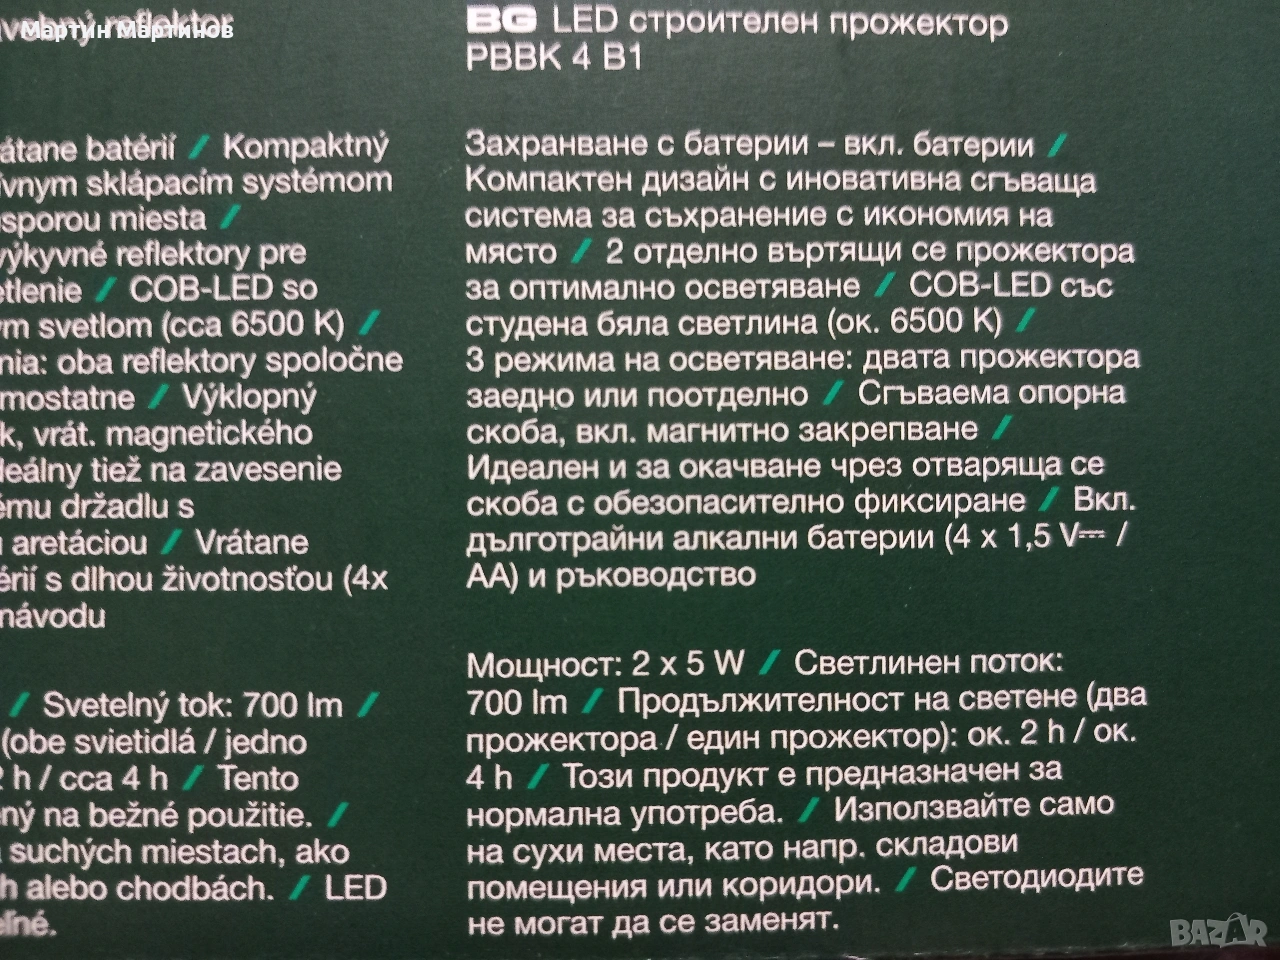 avebný reflektor
Мартин Мартинов
átane batérií / Kompaktný
ívnym sklápacím systémom
úsporou miesta /
výkyvné reflektory pre
etlenie / COB-LED so
ym svetlom (cca 6500 K) /
nia: oba reflektory spoločne
mostatne / Výklopný
k, vrát. magnetického
deálny tiež na zavesenie
ému držadlu s
aretáciou / Vrátane
érií s dlhou životnosťou (4x
návodu
/ Svetelný tok: 700 lm /
(obe svietidlá / jedno
2 h / cca 4 h / Tento
ený na bežné použitie. /
suchých miestach, ako
h alebo chodbách. / LED
eľné.
BG LED строителен прожектор
PBBK 4 B1
Захранване с батерии – вкл. батерии /
Компактен дизайн с иновативна сгъваща
система за съхранение с икономия на
място / 2 отделно въртящи се прожектора
за оптимално осветяване / COB-LED със
студена бяла светлина (ок. 6500 K) /
3 режима на осветяване: двата прожектора
заедно или поотделно / Сгъваема опорна
скоба, вкл. магнитно закрепване /
Идеален и за окачване чрез отваряща се
скоба с обезопасително фиксиране / Вкл.
дълготрайни алкални батерии (4 x 1,5 V⎓ /
AA) и ръководство
Мощност: 2 x 5 W / Светлинен поток:
700 lm / Продължителност на светене (два
прожектора / един прожектор): ок. 2 h / ок.
4 h / Този продукт е предназначен за
нормална употреба. / Използвайте само
на сухи места, като напр. складови
помещения или коридори. / Светодиодите
не могат да се заменят.
BAZAR